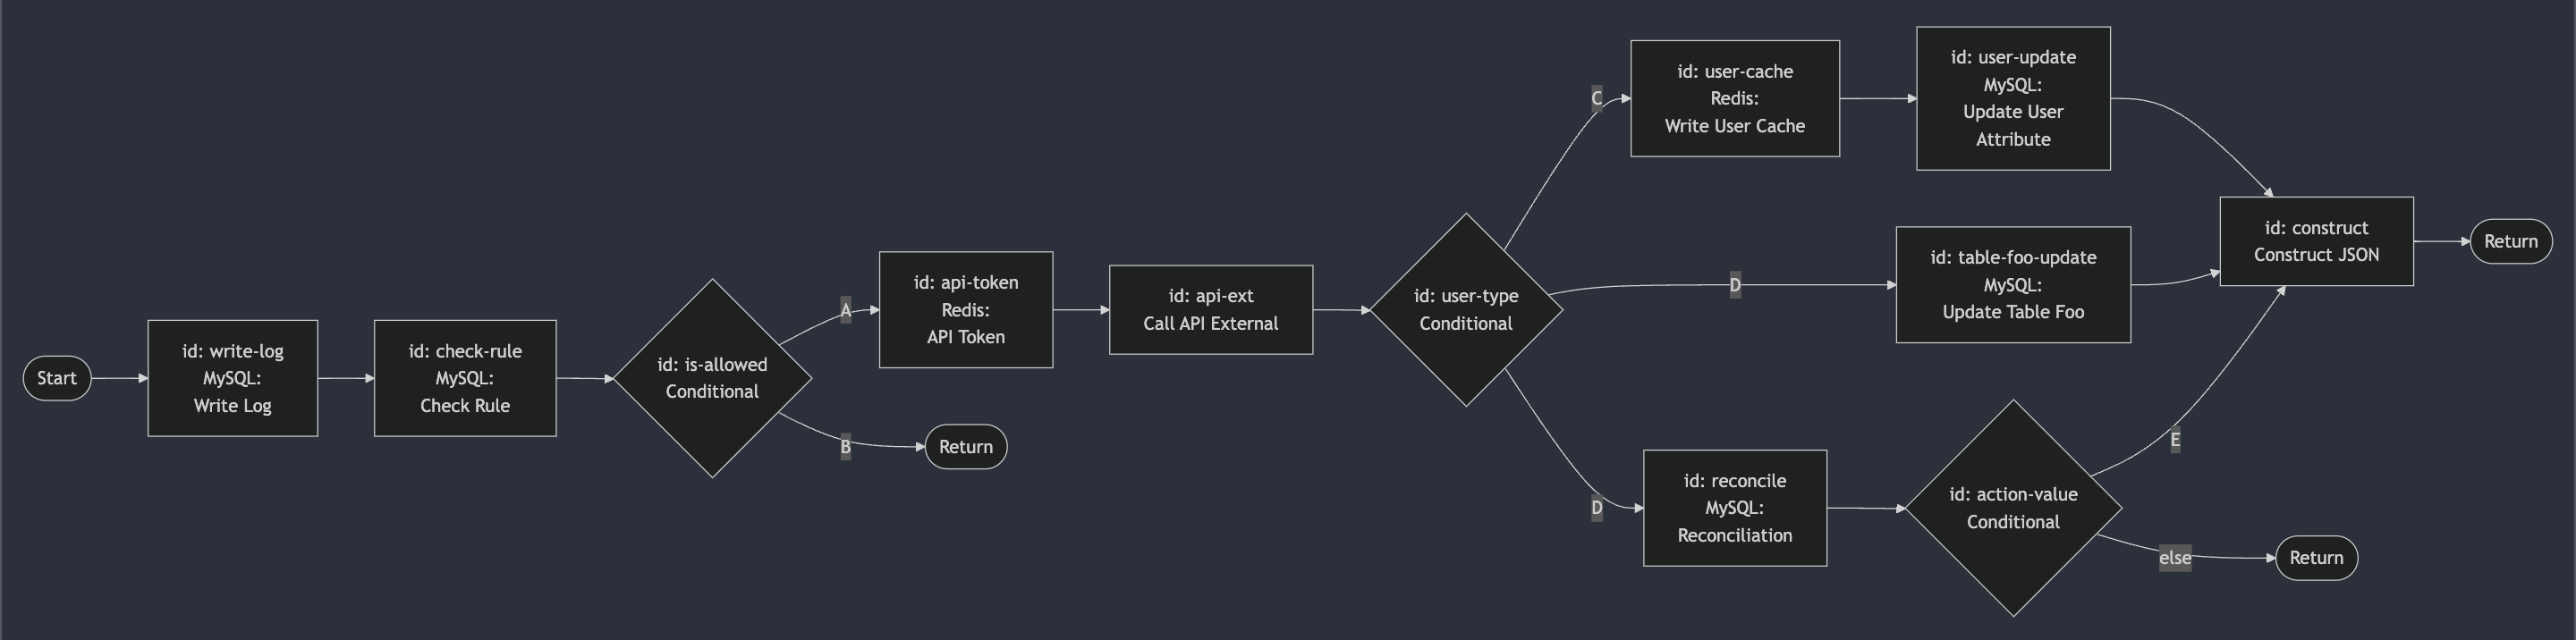 Start
id: write-log
MySQL:
Write Log
id: check-rule
MySQL:
Check Rule
id: is-allowed
Conditional
A
id: api-token
Redis:
API Token
B
Return
id: api-ext
Call API External
id: user-type
Conditional
C
id: user-cache
Redis:
Write User Cache
id: user-update
MySQL:
Update User
Attribute
D
id: table-foo-update
MySQL:
Update Table Foo
D
id: reconcile
MySQL:
Reconciliation
id: action-value
Conditional
E
else
Return
id: construct
Construct JSON
Return